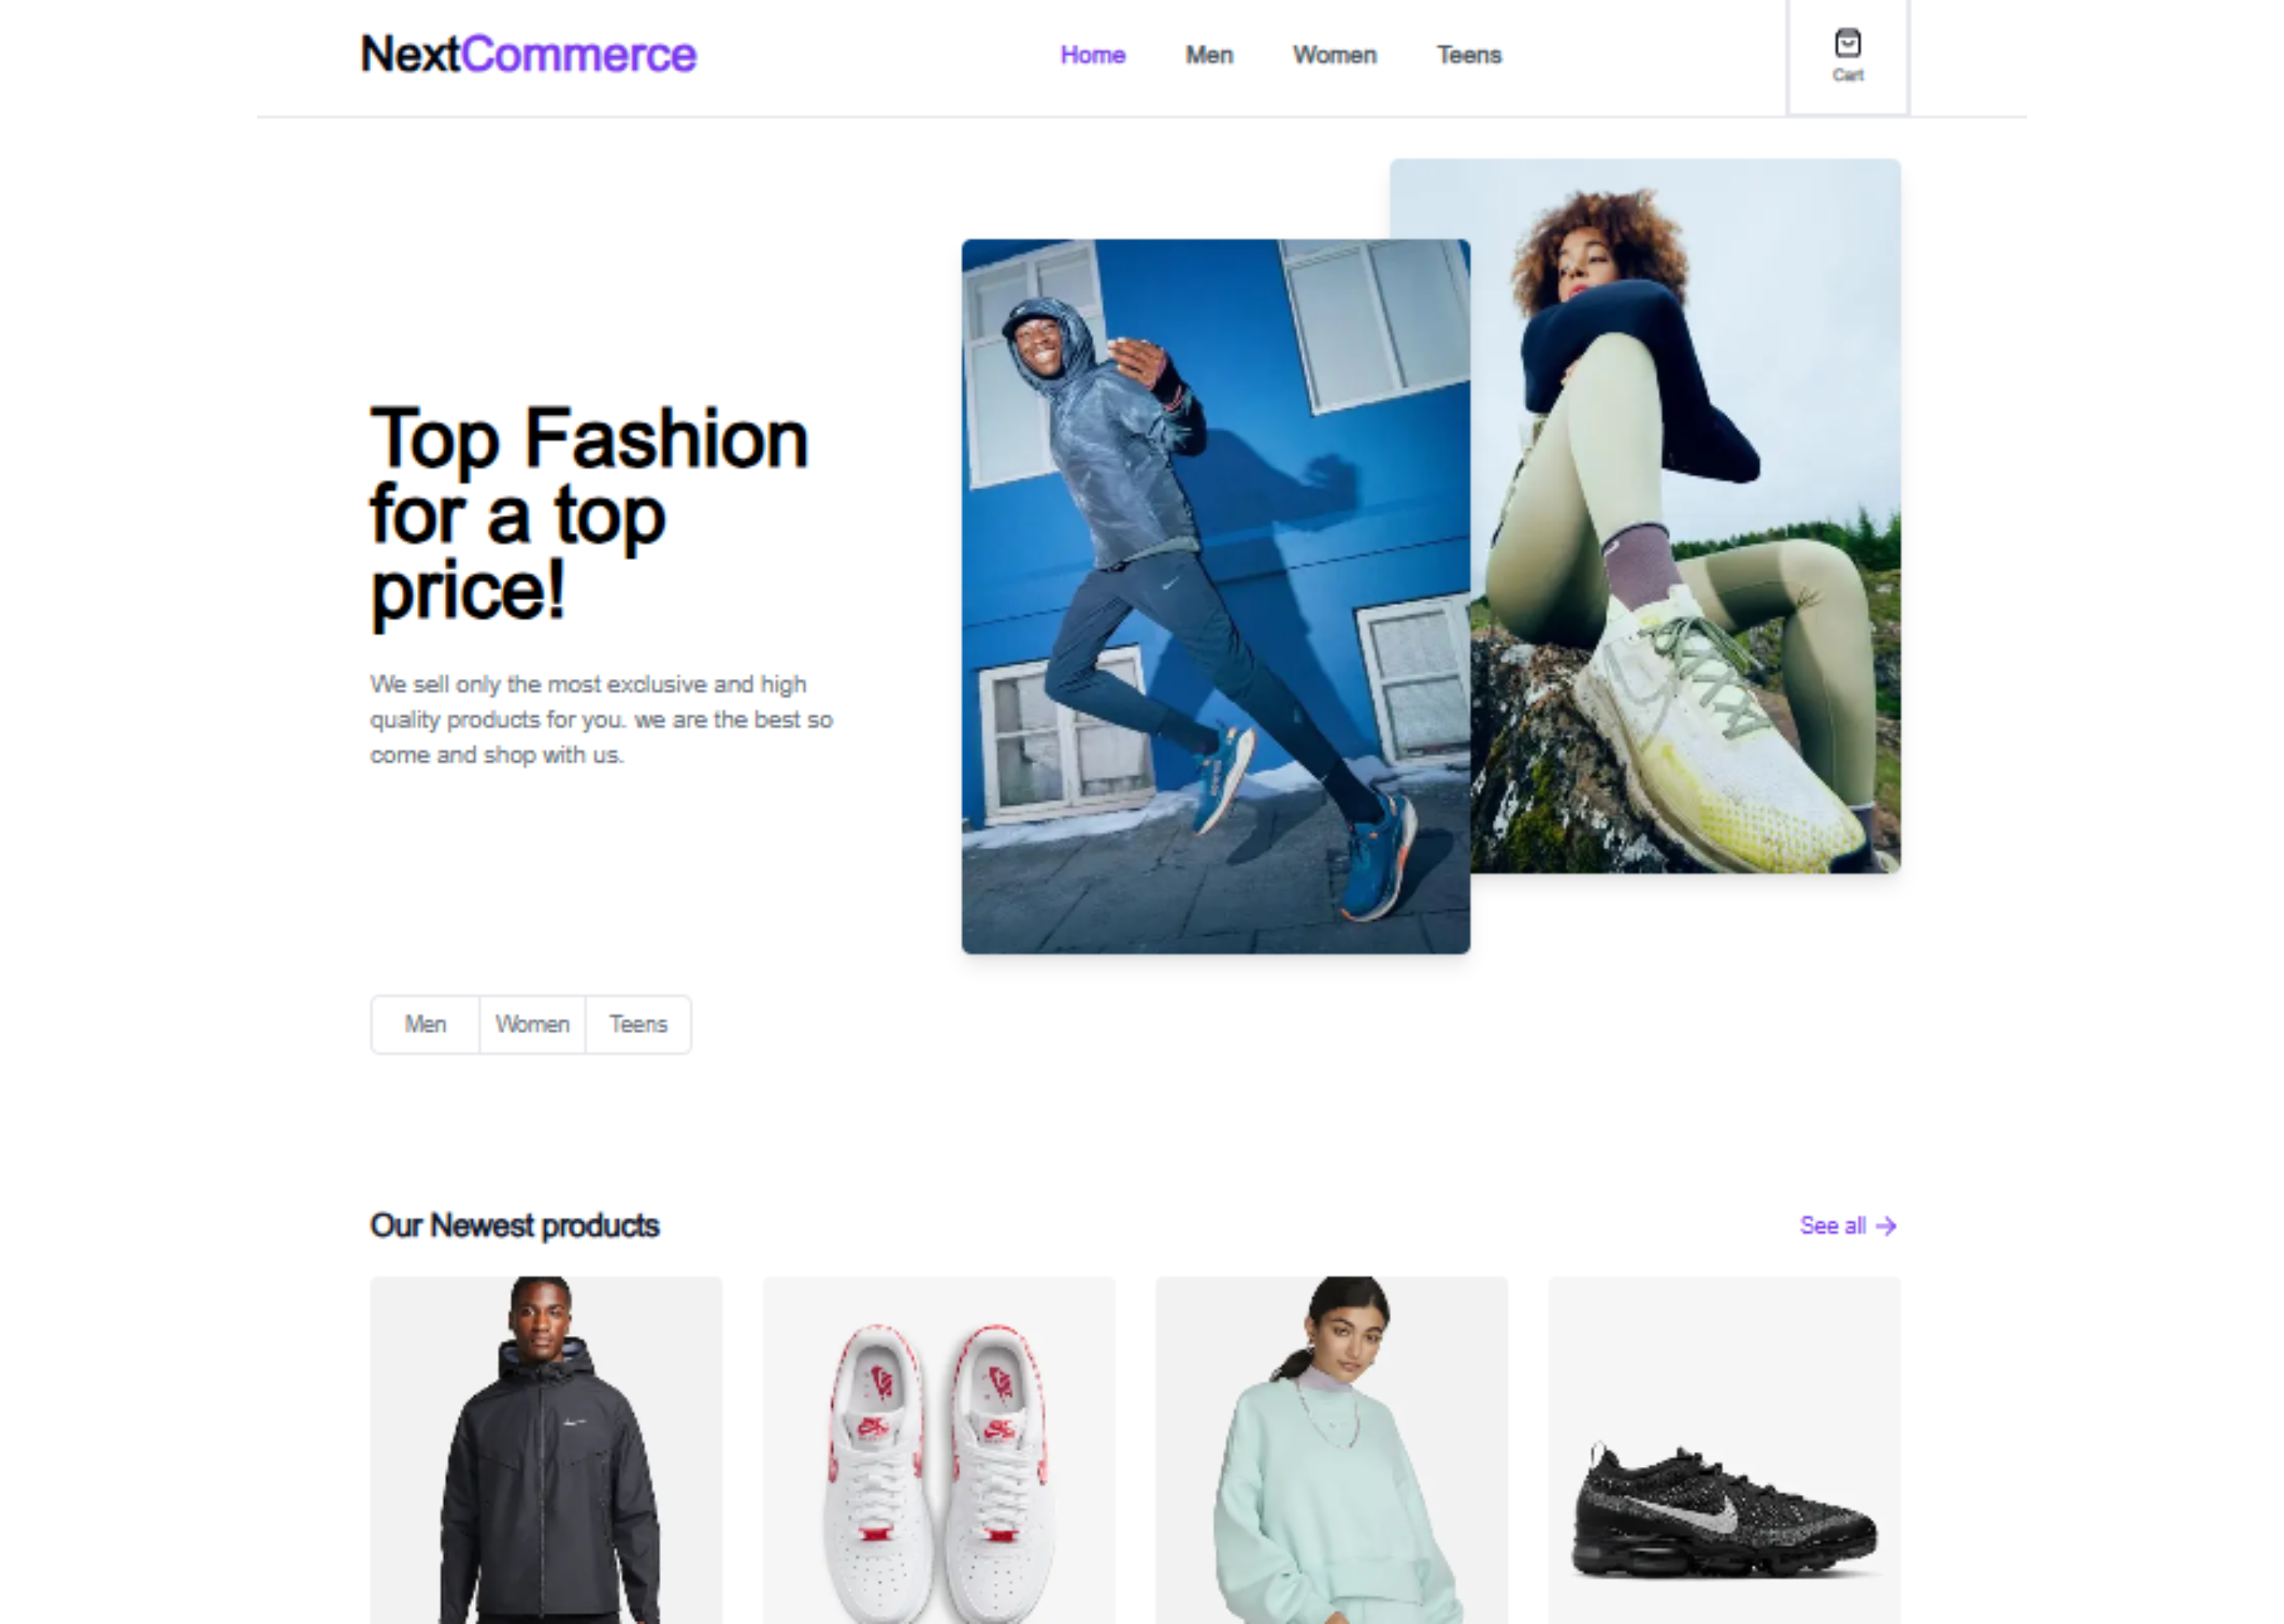 NextCommerce
Home Men Women Teens
Cart
Top Fashion
for a top
price!
We sell only the most exclusive and high
quality products for you. we are the best so
come and shop with us.
Men Women Teens
Our Newest products
See all →